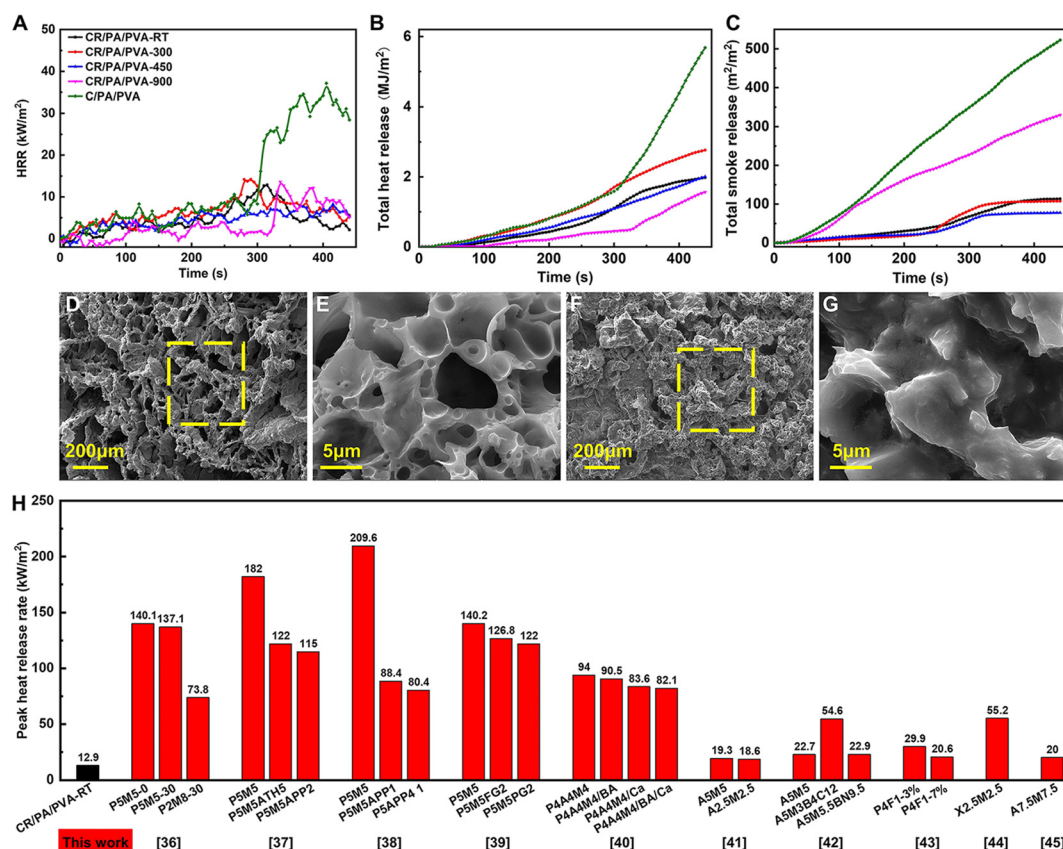 A
B
C
CR/PA/PVA-RT
CR/PA/PVA-300
CR/PA/PVA-450
CR/PA/PVA-900
C/PA/PVA
HRR (kW/m²)
50
40
30
20
10
0
0 100 200 300 400
Time (s)
Total heat release (MJ/m²)
6
4
2
0
0 100 200 300 400
Time (s)
Total smoke release (m²/m²)
500
400
300
200
100
0
0 100 200 300 400
Time (s)
D
200μm
E
5μm
F
200μm
G
5μm
H
Peak heat release rate (kW/m²)
250
200
150
100
50
0
12.9
140.1
137.1
73.8
182
122
115
209.6
88.4
80.4
140.2
126.8
122
94
90.5
83.6
82.1
19.3
18.6
22.7
54.6
22.9
29.9
20.6
55.2
20
CR/PA/PVA-RT
P5M5-0
P5M5-30
P2M8-30
P5M5
P5M5ATH5
P5M5APP2
P5M5
P5M5APP1
P5APP4 1
P5M5
P5M5FG2
P5M5PG2
P4A4M4
P4A4M4/BA
P4A4M4/Ca
P4A4M4/BA/Ca
A5M5
A2.5M2.5
A5M5
A5M3B4C12
A5M5.5BN9.5
P4F1-3%
P4F1-7%
X2.5M2.5
A7.5M7.5
This work [36] [37] [38] [39] [40] [41] [42] [43] [44] [45]